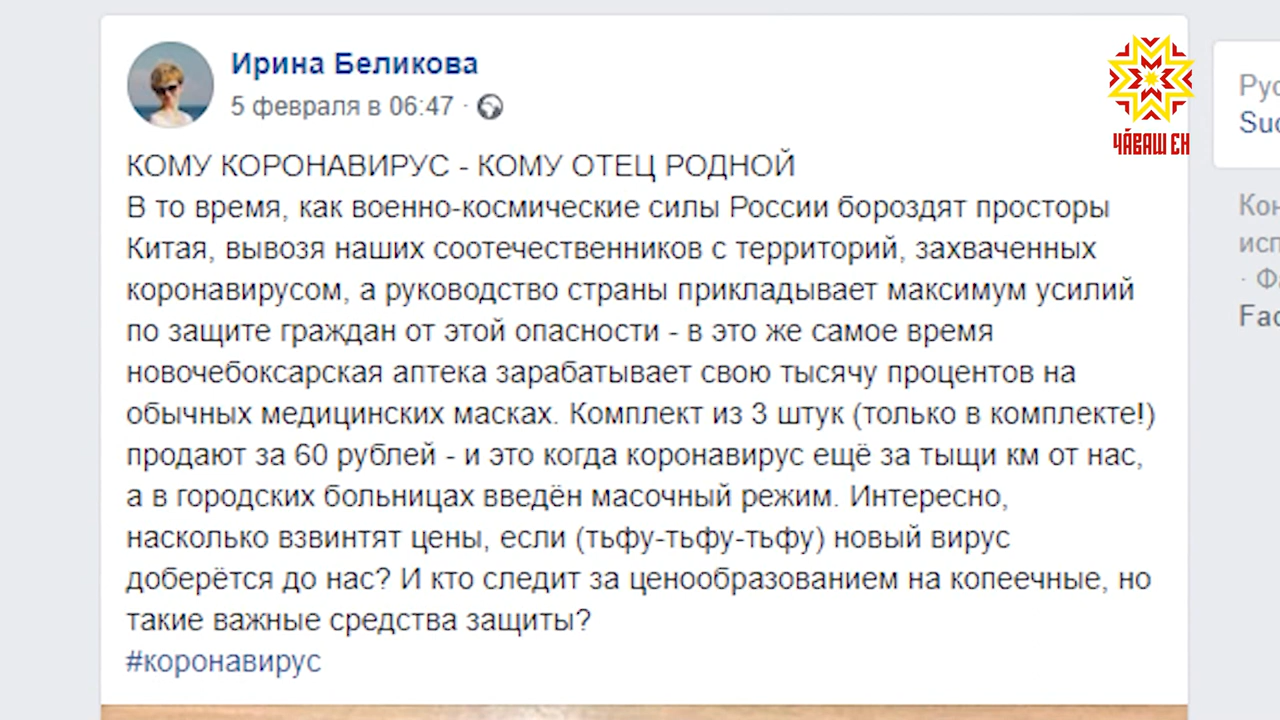 Ирина Беликова
5 февраля в 06:47 ·
ЧӐВАШ ЕН
КОМУ КОРОНАВИРУС - КОМУ ОТЕЦ РОДНОЙ
В то время, как военно-космические силы России бороздят просторы
Китая, вывозя наших соотечественников с территорий, захваченных
коронавирусом, а руководство страны прикладывает максимум усилий
по защите граждан от этой опасности - в это же самое время
новочебоксарская аптека зарабатывает свою тысячу процентов на
обычных медицинских масках. Комплект из 3 штук (только в комплекте!)
продают за 60 рублей - и это когда коронавирус ещё за тыщи км от нас,
а в городских больницах введён масочный режим. Интересно,
насколько взвинтят цены, если (тьфу-тьфу-тьфу) новый вирус
доберётся до нас? И кто следит за ценообразованием на копеечные, но
такие важные средства защиты?
#коронавирус